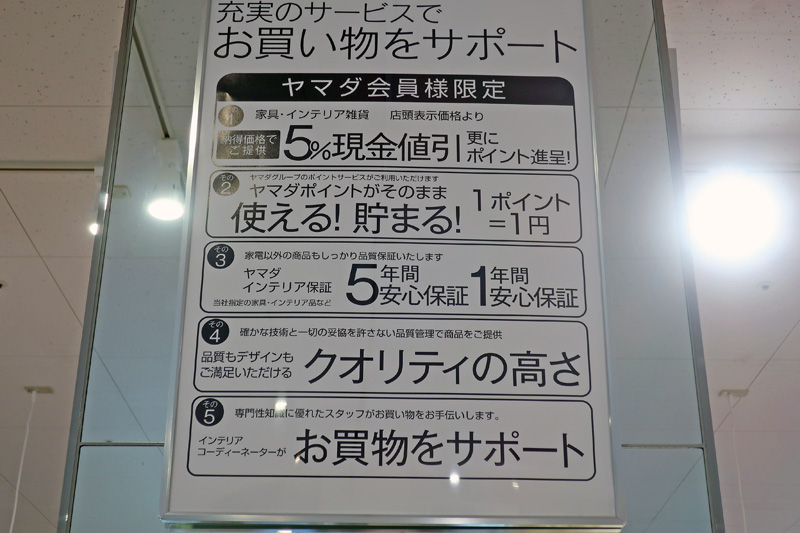 充実のサービスで
お買い物をサポート
ヤマダ会員様限定
その1
家具・インテリア雑貨 店頭表示価格より
納得価格で
ご提供
5%現金値引
更に
ポイント進呈!
その2
ヤマダグループのポイントサービスがご利用いただけます
ヤマダポイントがそのまま
使える! 貯まる!
1ポイント
=1円
その3
家電以外の商品もしっかり品質保証いたします
ヤマダ
インテリア保証
当社指定の家具・インテリア品など
5年間
安心保証
1年間
安心保証
その4
確かな技術と一切の妥協を許さない品質管理で商品をご提供
品質もデザインも
ご満足いただける
クオリティの高さ
その5
専門性知識に優れたスタッフがお買い物をお手伝いします。
インテリア
コーディーネーターが
お買物をサポート